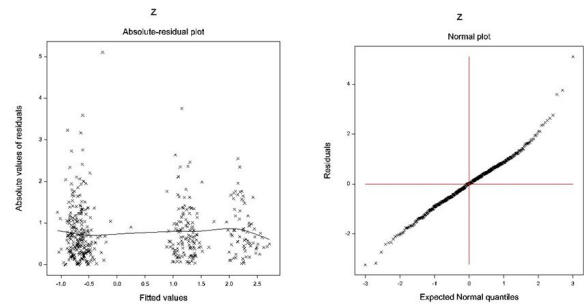 z
Absolute-residual plot
Absolute values of residuals
5
4
3
2
1
0
-1.0 -0.5 0.0 0.5 1.0 1.5 2.0 2.5
Fitted values
z
Normal plot
Residuals
4
2
0
-2
-3 -2 -1 0 1 2 3
Expected Normal quantiles